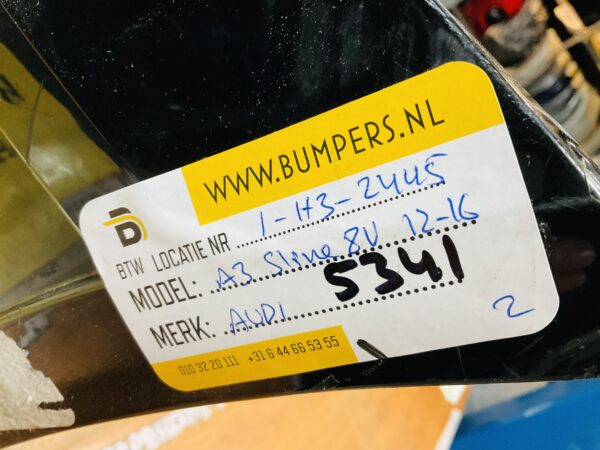 WWW.BUMPERS.NL
BTW LOCATIE NR 1-H3-2445
MODEL: A3 Sline 8V 12-16
5341
MERK: AUDI
2
010 32 20 111 +31 6 44 66 53 55